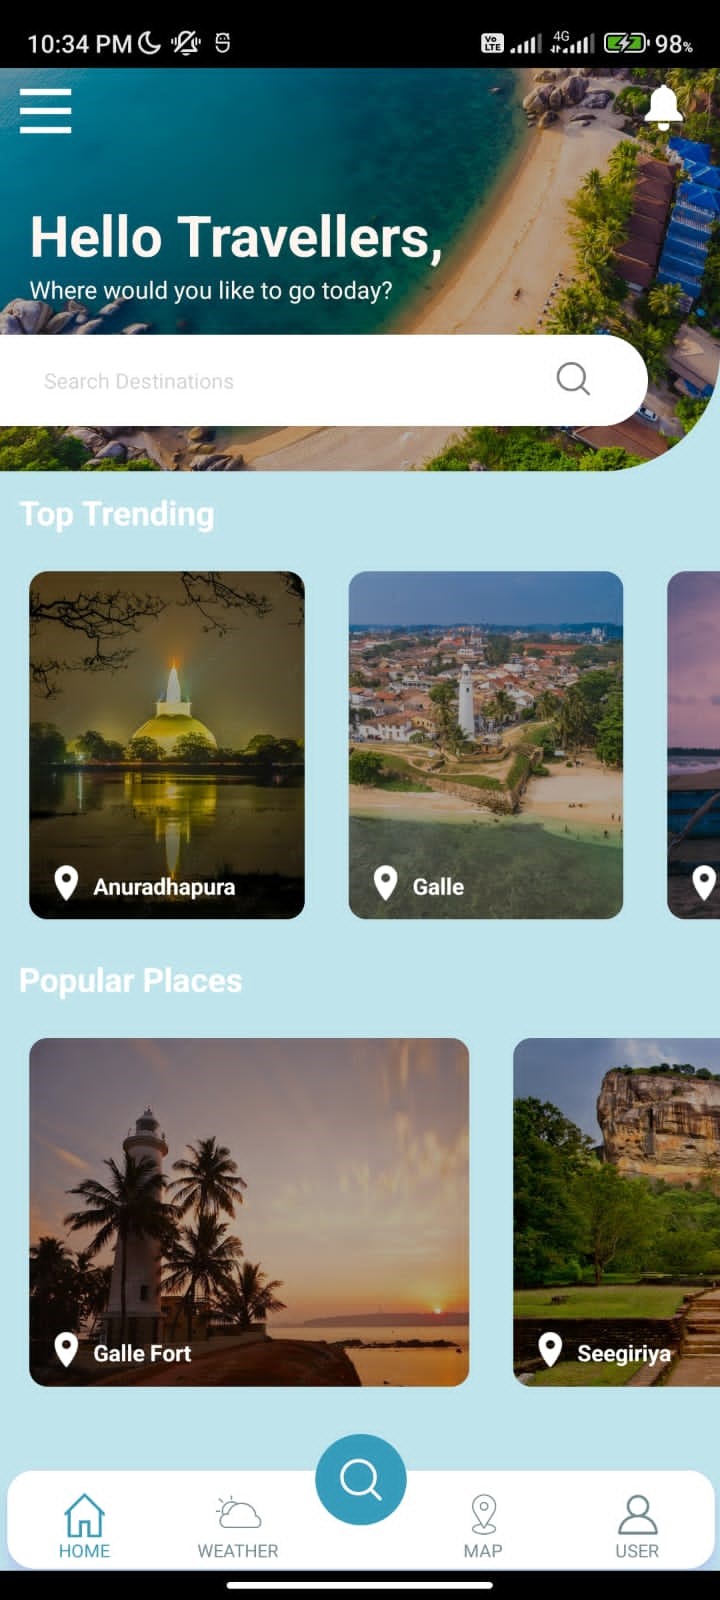 10:34 PM Vo LTE 4G 98%
Hello Travellers,
Where would you like to go today?
Search Destinations
Top Trending
Anuradhapura Galle
Popular Places
Galle Fort Seegiriya
HOME WEATHER MAP USER